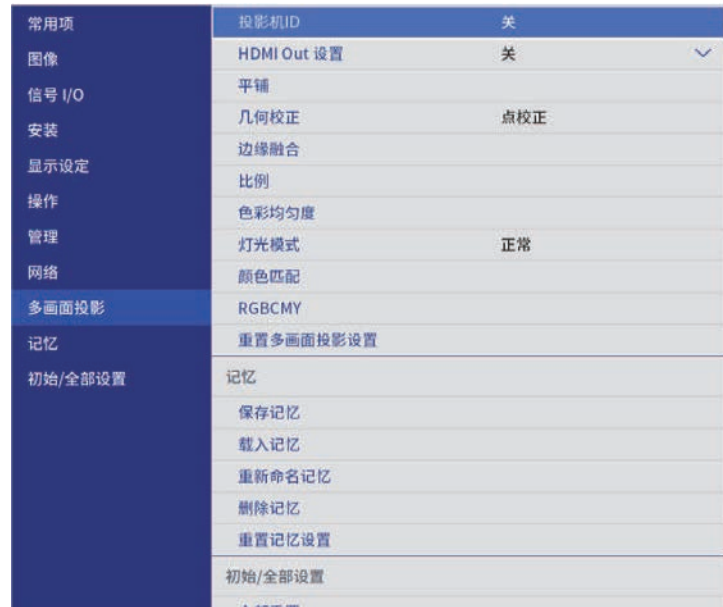 常用项
图像
信号 I/O
安装
显示设定
操作
管理
网络
多画面投影
记忆
初始/全部设置
投影机ID 关
HDMI Out 设置 关
平铺
几何校正 点校正
边缘融合
比例
色彩均匀度
灯光模式 正常
颜色匹配
RGBCMY
重置多画面投影设置
记忆
保存记忆
载入记忆
重新命名记忆
删除记忆
重置记忆设置
初始/全部设置